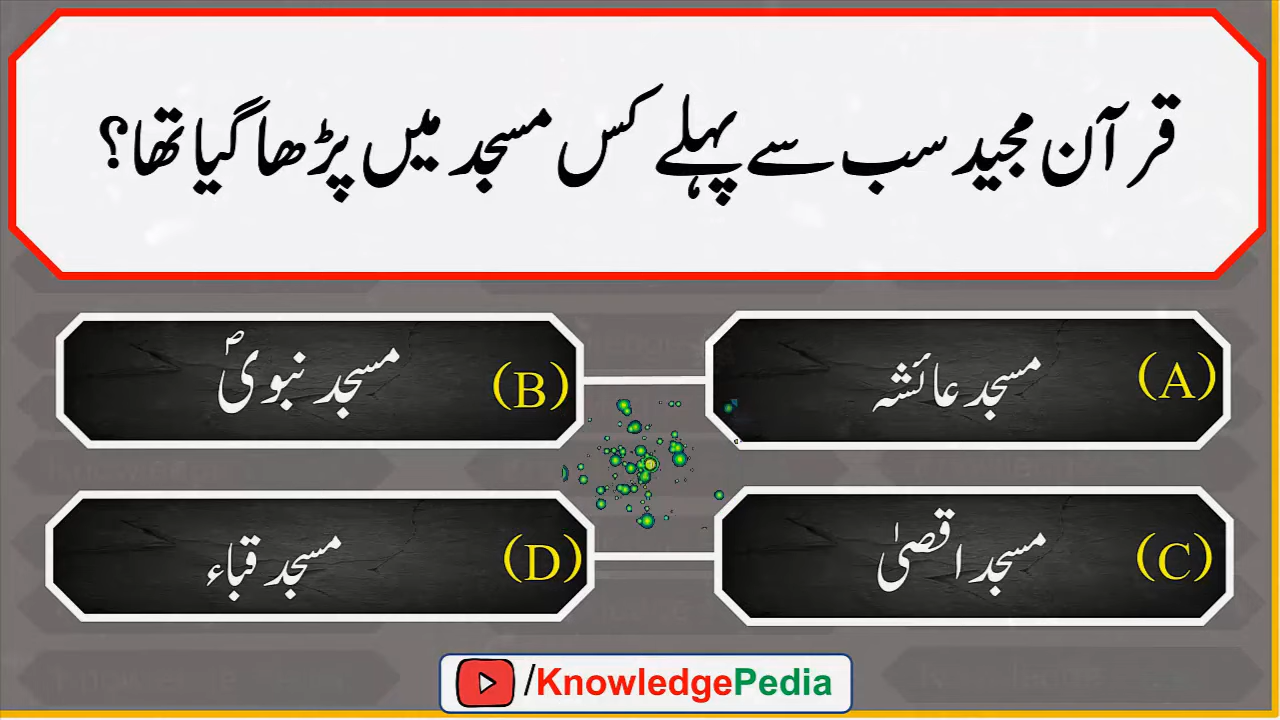 قرآن مجید سب سے پہلے کس مسجد میں پڑھا گیا تھا؟
(A) مسجد عائشہ
(B) مسجد نبویؐ
(C) مسجد اقصیٰ
(D) مسجد قباء
/KnowledgePedia